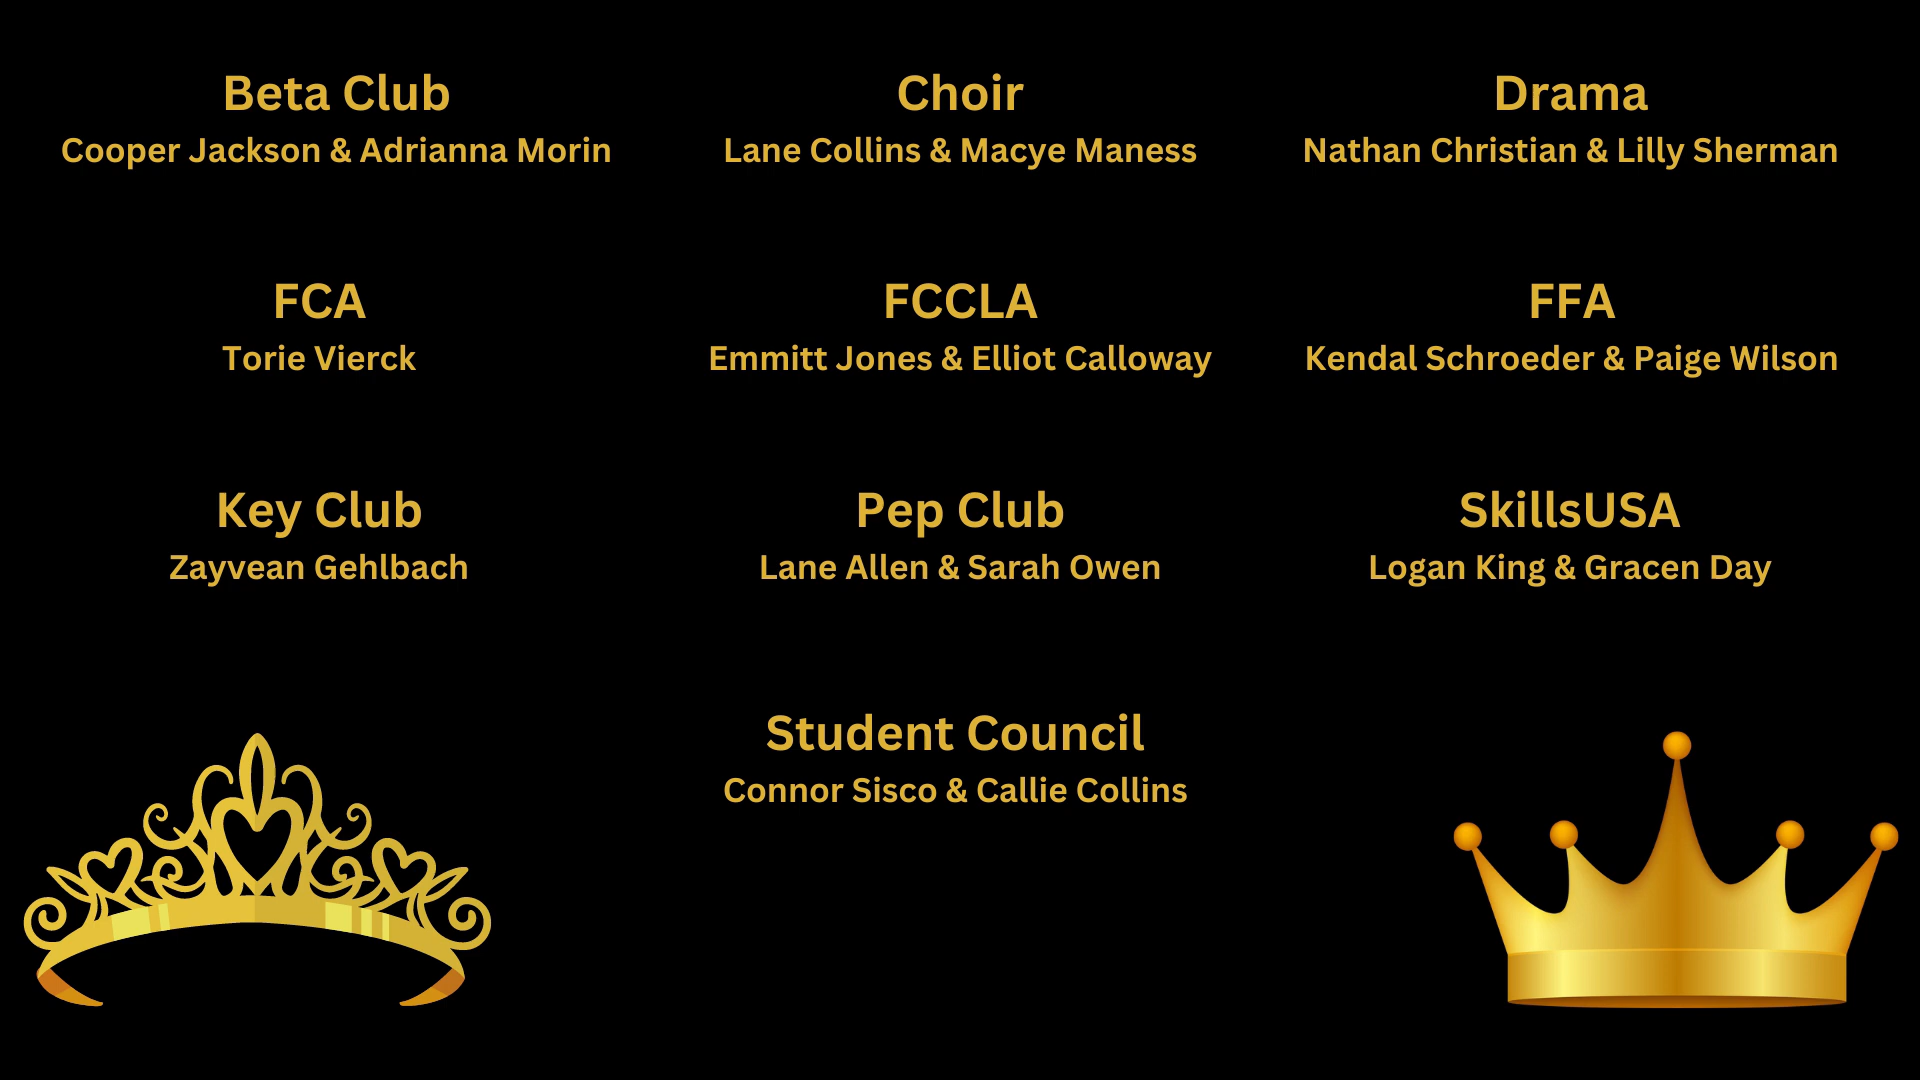 Beta Club
Cooper Jackson & Adrianna Morin
Choir
Lane Collins & Macye Maness
Drama
Nathan Christian & Lilly Sherman
FCA
Torie Vierck
FCCLA
Emmitt Jones & Elliot Calloway
FFA
Kendal Schroeder & Paige Wilson
Key Club
Zayvean Gehlbach
Pep Club
Lane Allen & Sarah Owen
SkillsUSA
Logan King & Gracen Day
Student Council
Connor Sisco & Callie Collins